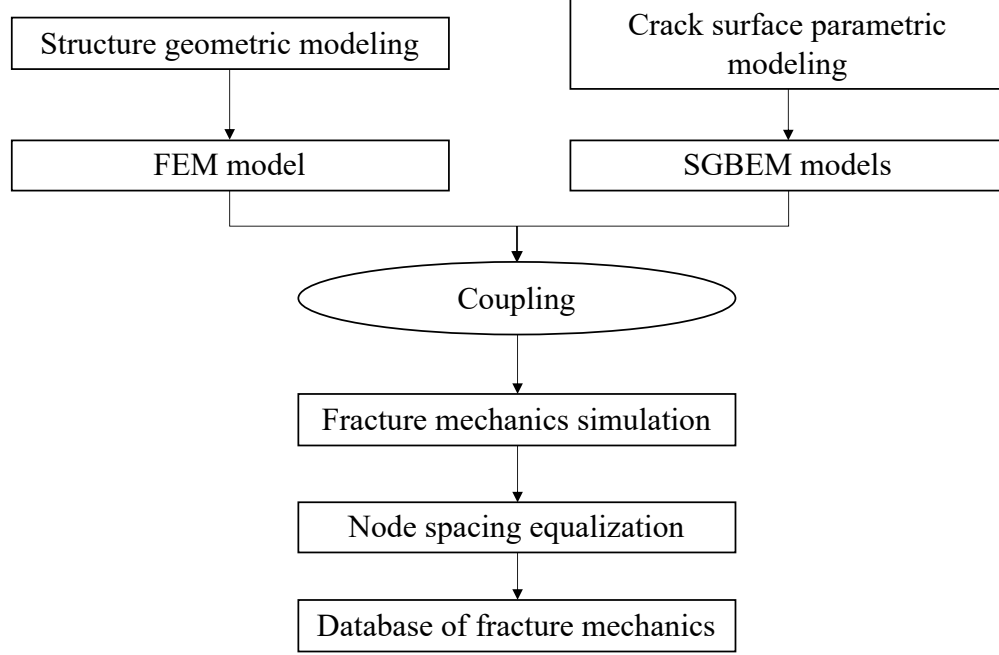 Structure geometric modeling
Crack surface parametric
modeling
FEM model
SGBEM models
Coupling
Fracture mechanics simulation
Node spacing equalization
Database of fracture mechanics